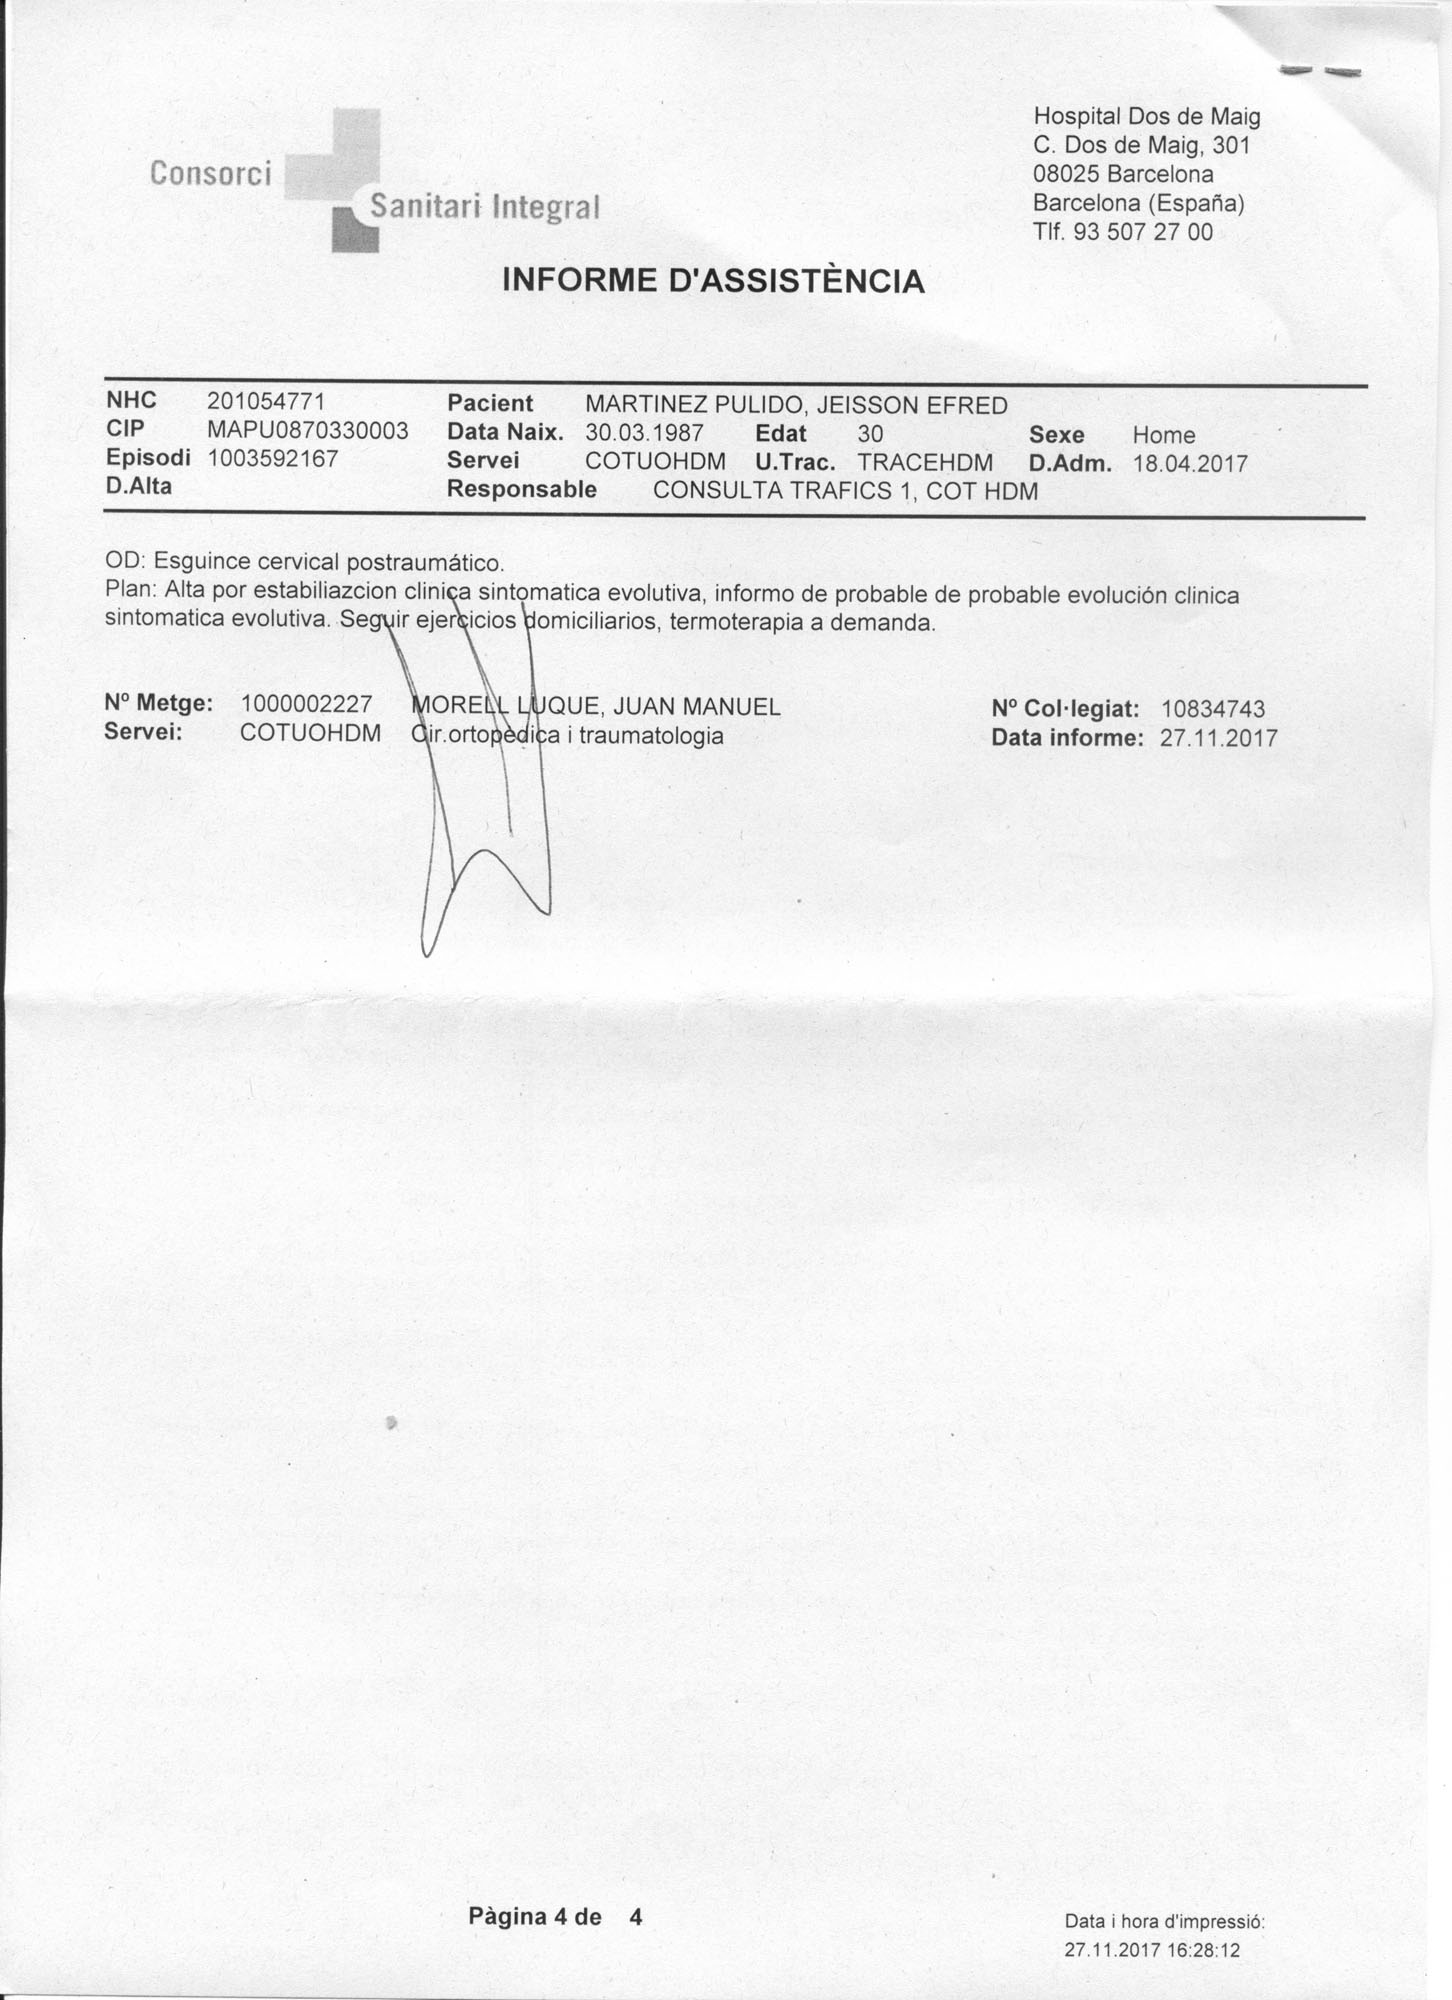 Consorci
Sanitari Integral
Hospital Dos de Maig
C. Dos de Maig, 301
08025 Barcelona
Barcelona (España)
Tlf. 93 507 27 00
INFORME D'ASSISTÈNCIA
NHC 201054771 Pacient MARTINEZ PULIDO, JEISSON EFRED
CIP MAPU0870330003 Data Naix. 30.03.1987 Edat 30 Sexe Home
Episodi 1003592167 Servei COTUOHDM U.Trac. TRACEHDM D.Adm. 18.04.2017
D.Alta Responsable CONSULTA TRAFICS 1, COT HDM
OD: Esguince cervical postraumático.
Plan: Alta por estabiliazcion clinica sintomatica evolutiva, informo de probable de probable evolución clinica
sintomatica evolutiva. Seguir ejercicios domiciliarios, termoterapia a demanda.
Nº Metge: 1000002227 MORELL LUQUE, JUAN MANUEL Nº Col·legiat: 10834743
Servei: COTUOHDM Cir.ortopèdica i traumatologia Data informe: 27.11.2017
Pàgina 4 de 4
Data i hora d'impressió:
27.11.2017 16:28:12